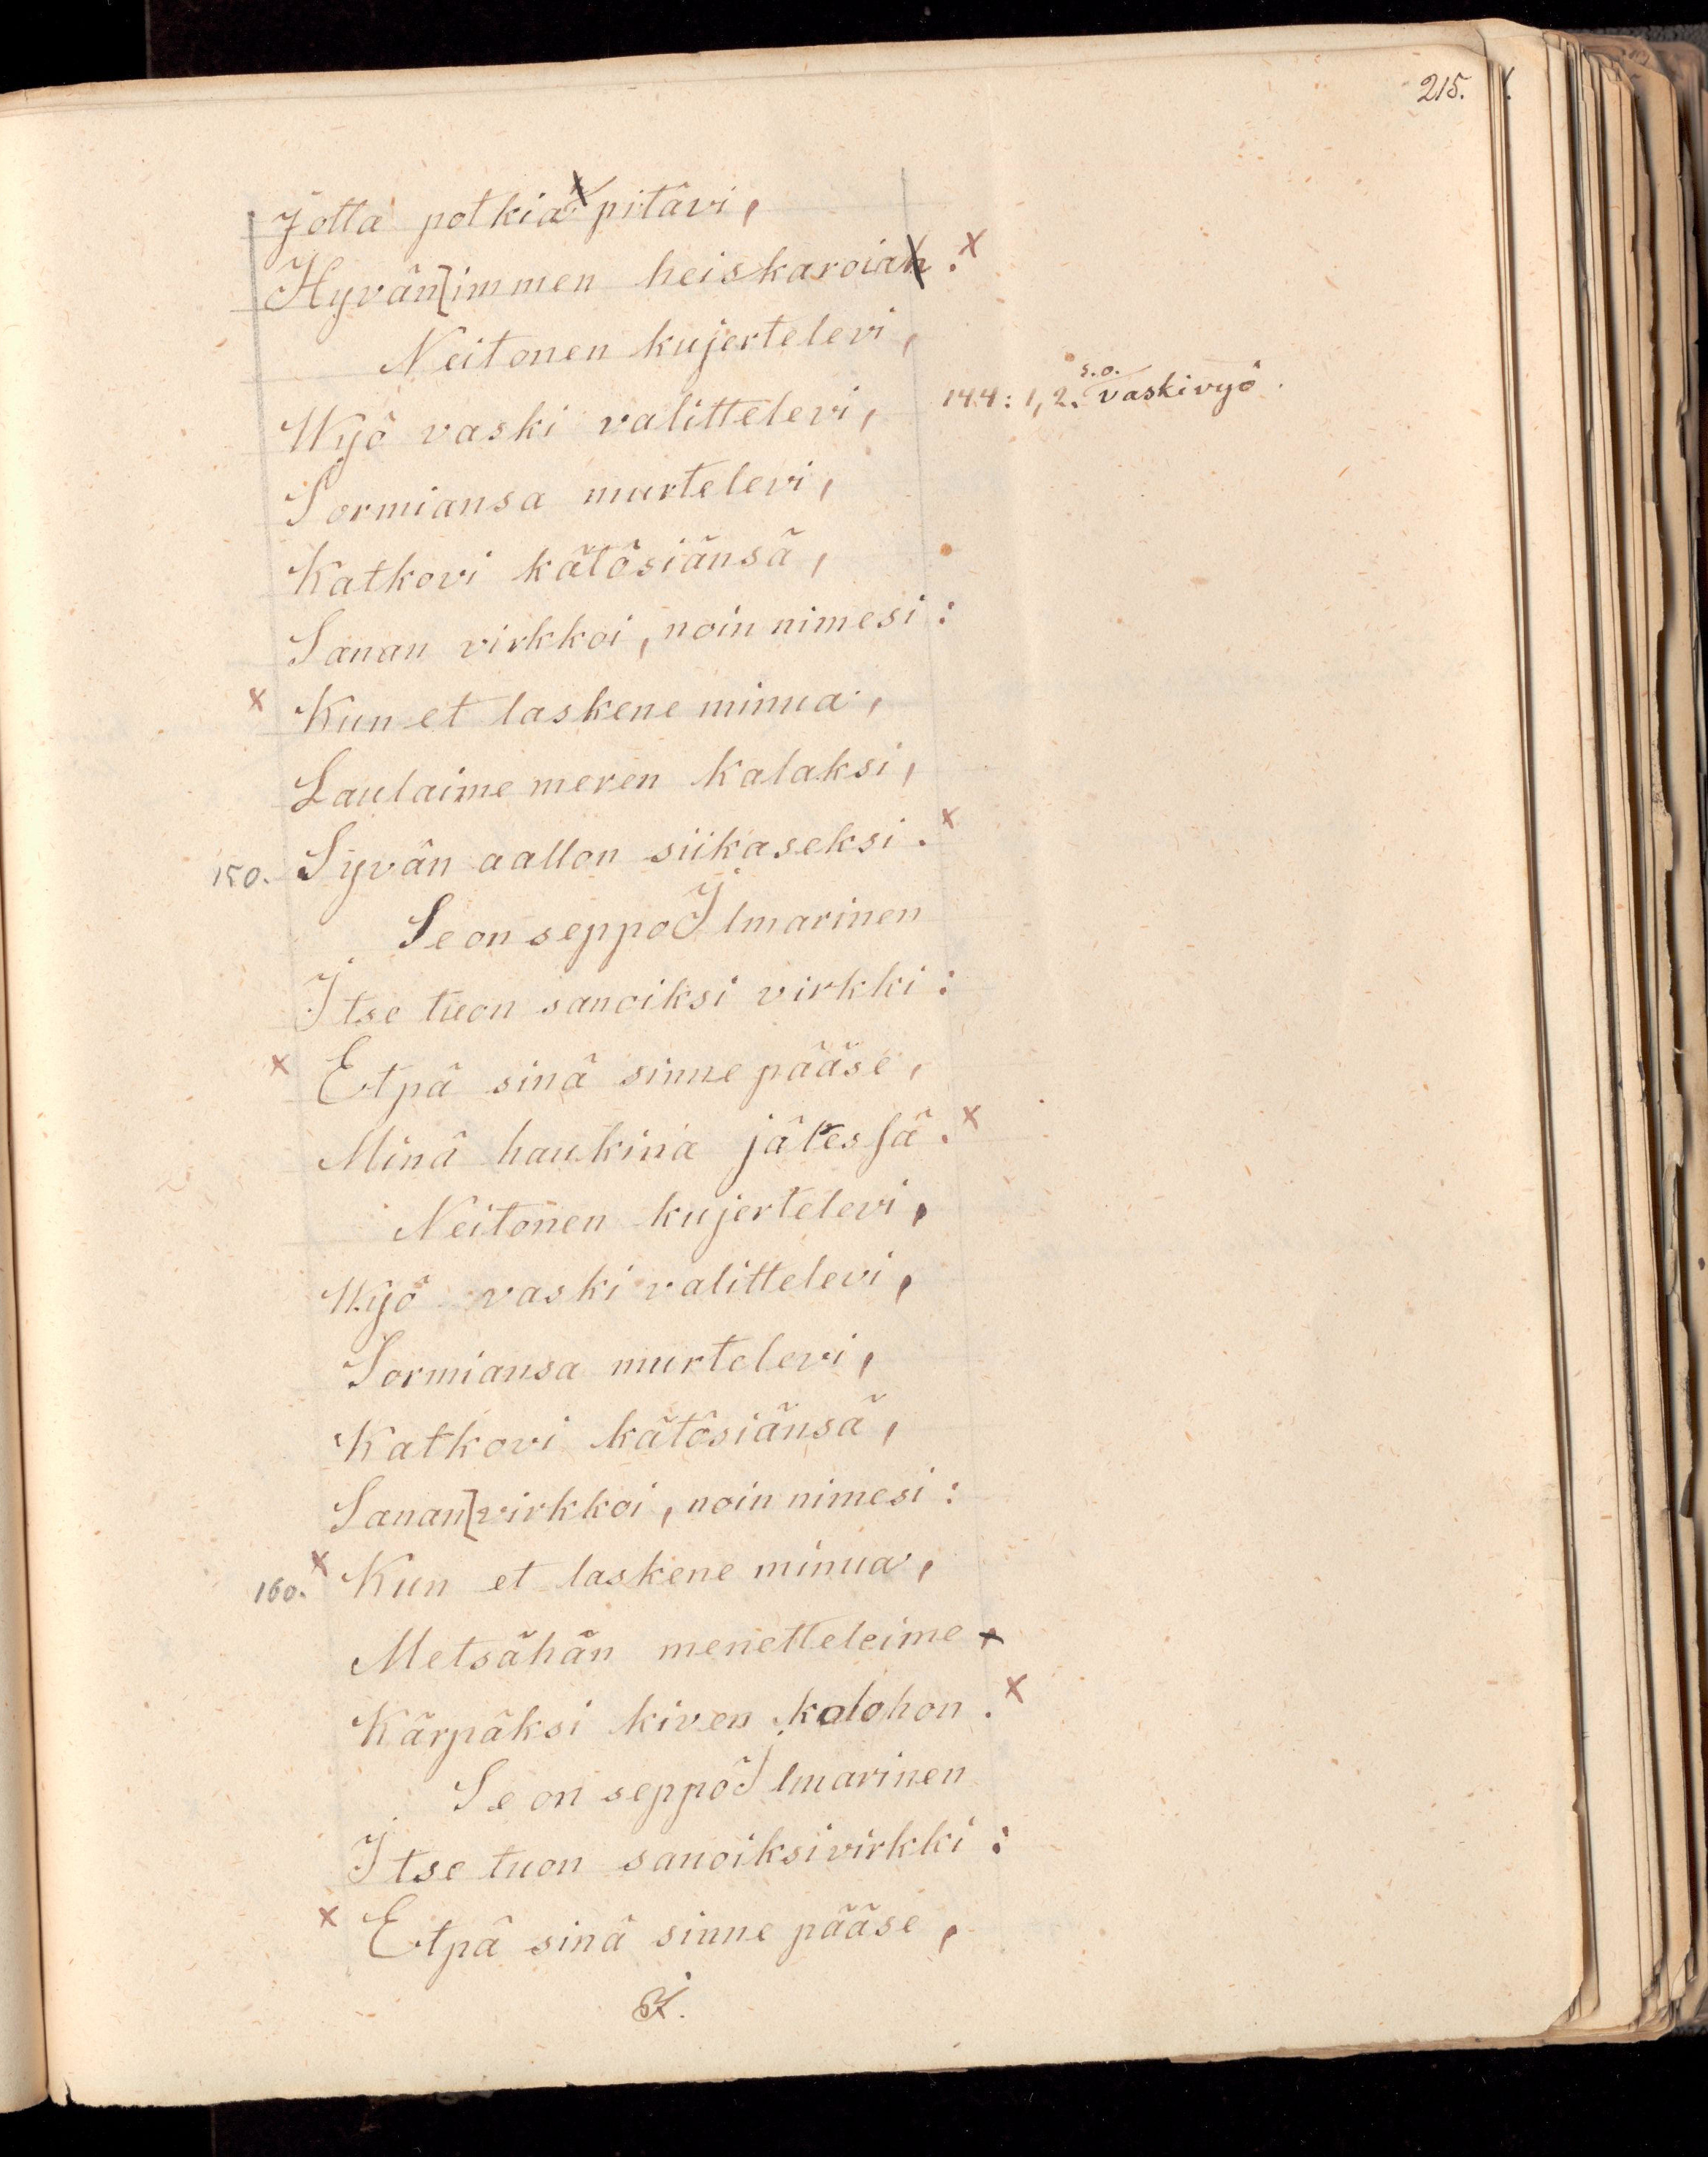 215.
Jotta potkia pitävi,
Hyvän[immen heiskaroian. x
Neitonen kujertelevi,
Wyö vaski valittelevi,
144: 1,2. s.o. vaskivyö.
Sormiansa murtelevi,
Katkovi kätösiänsä,
Sanan virkkoi, noin nimesi:
x Kun et laskene minua,
Laulaime meren kalaksi,
150. Syvän aallon siikaseksi. x
Se on seppo Ilmarinen
Itse tuon sanoiksi virkki:
x Etpä sinä sinne pääse,
Minä haukina jälessä. x
Neitonen kujertelevi,
Wyö vaski valittelevi,
Sormiansa murtelevi,
Katkovi kätösiänsä,
Sanan[virkkoi, noin nimesi:
160. x Kun et laskene minua,
Metsähän menetteleime
Kärpäksi kiven kolohon. x
Se on seppo Ilmarinen
Itse tuon sanoiksi virkki:
x Etpä sinä sinne pääse,